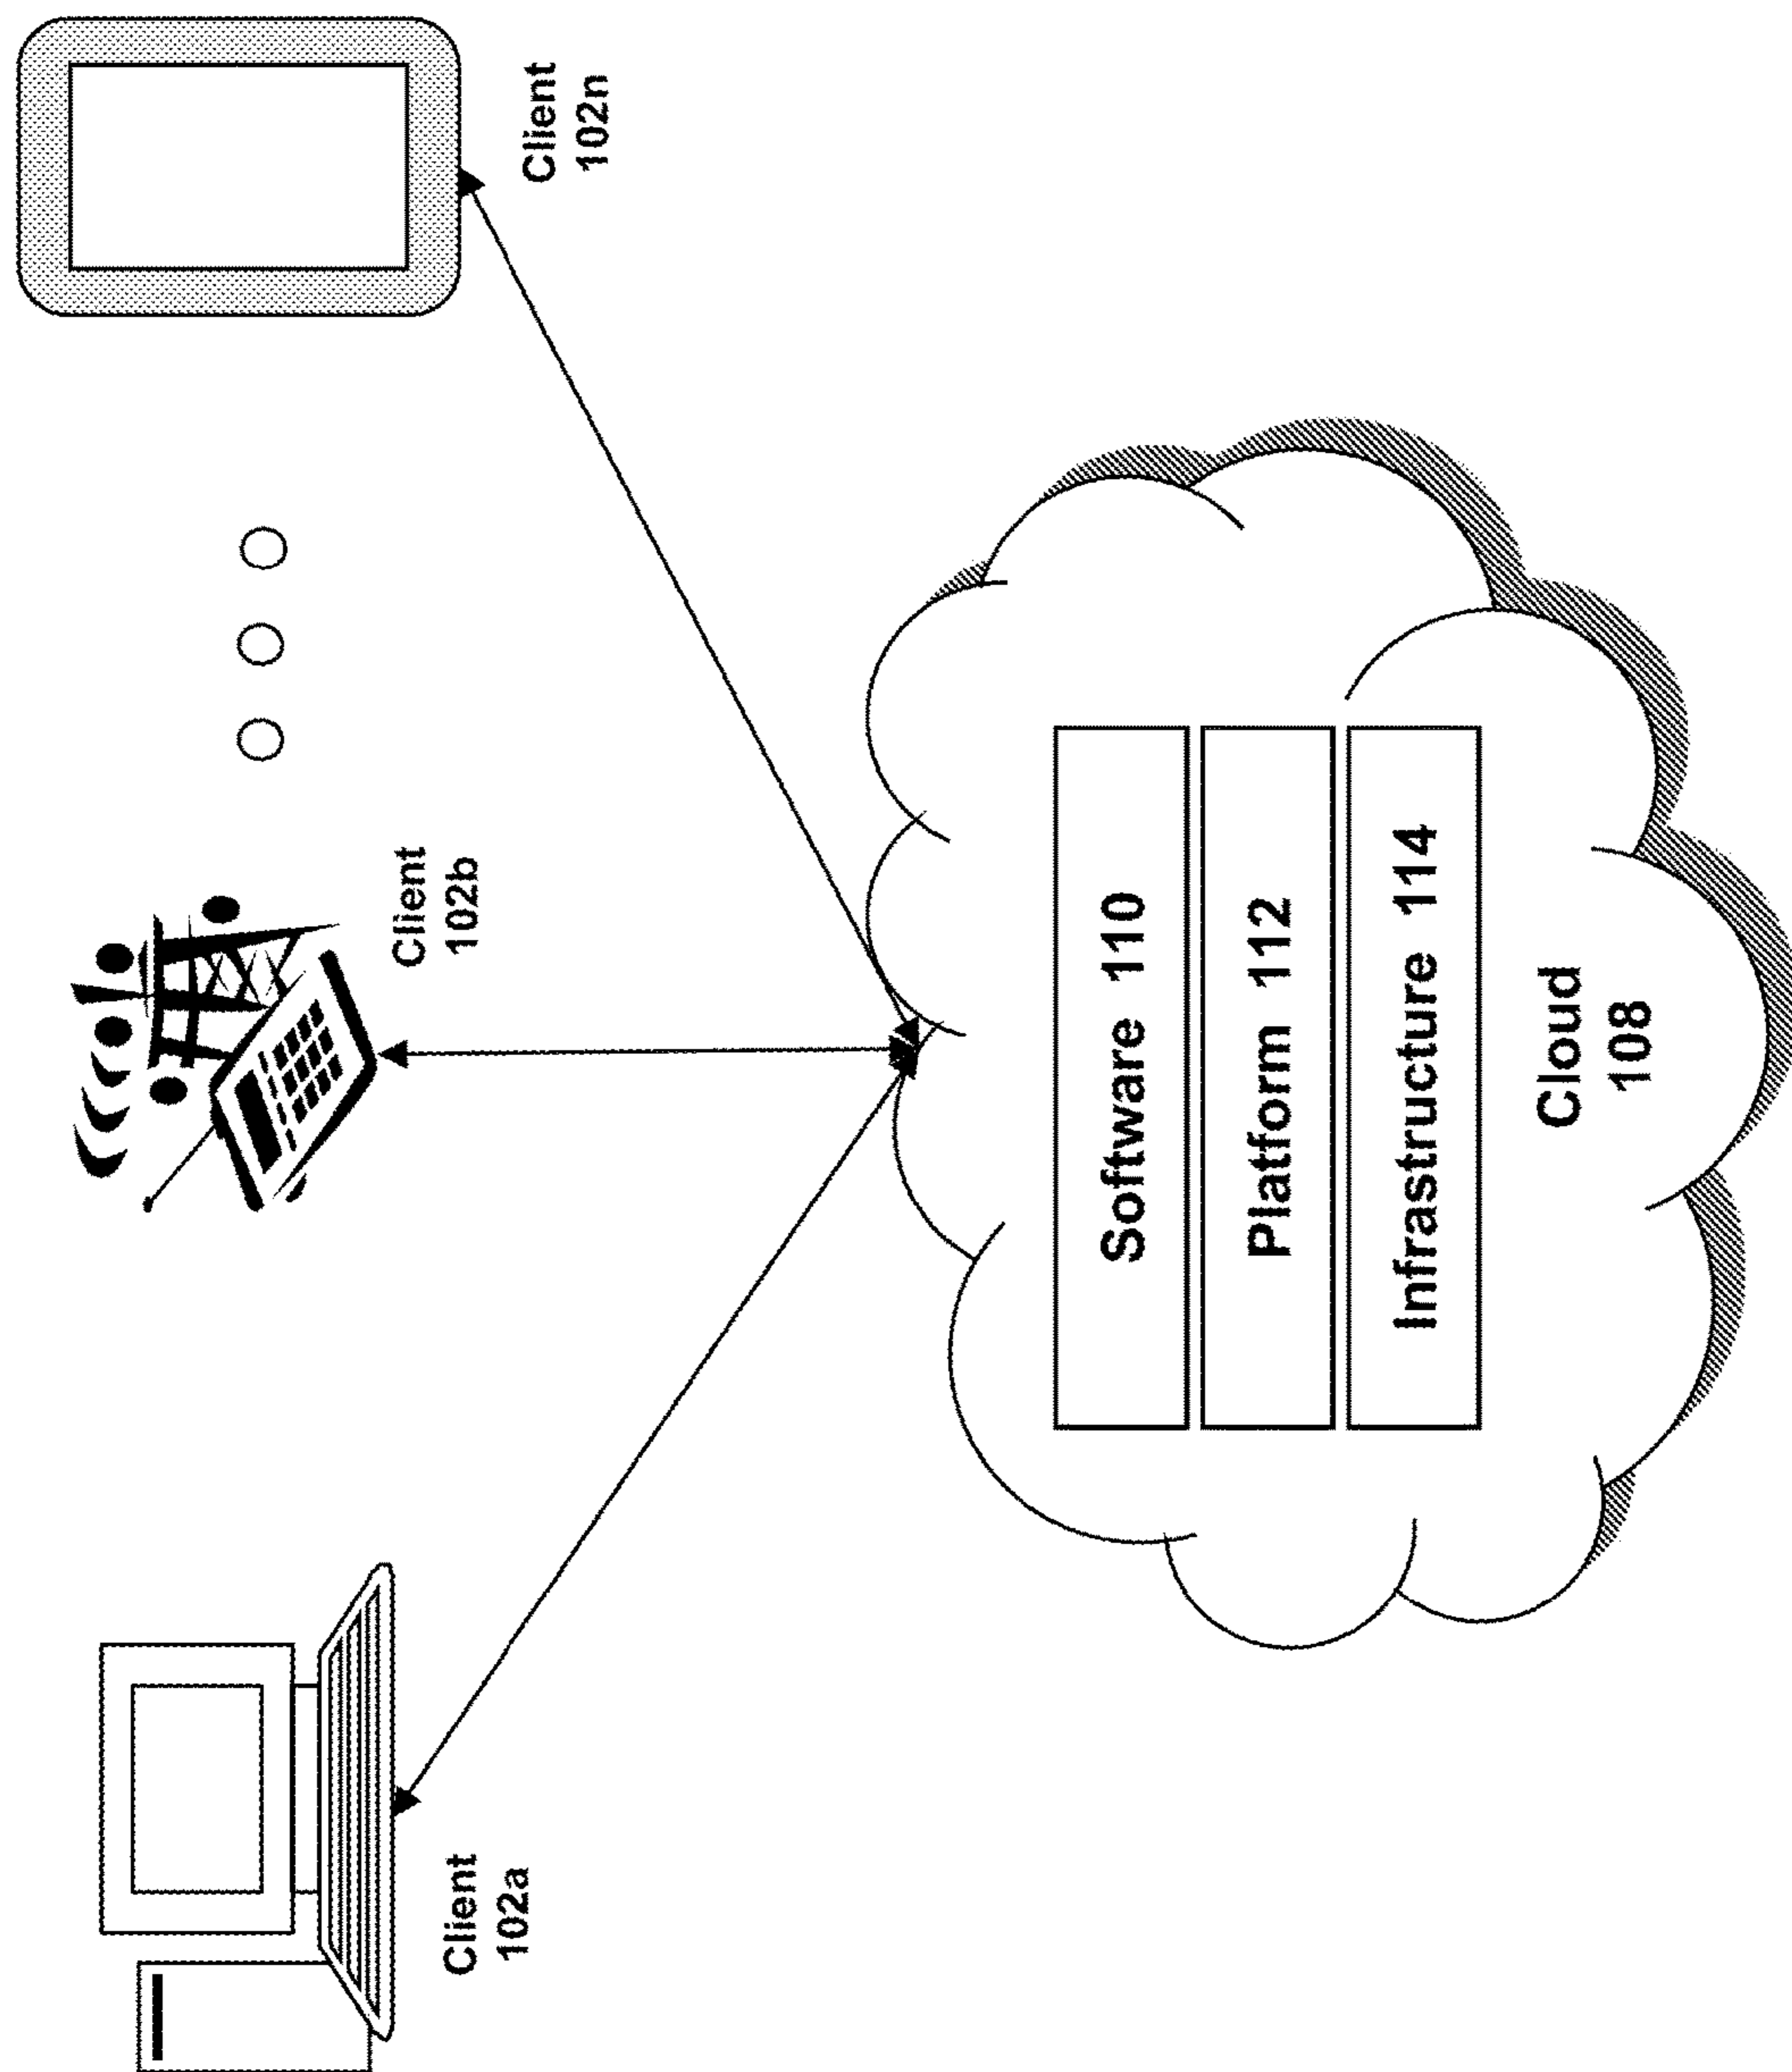 Client
102a
Client
102b
Client
102n
Software 110
Platform 112
Infrastructure 114
Cloud
108